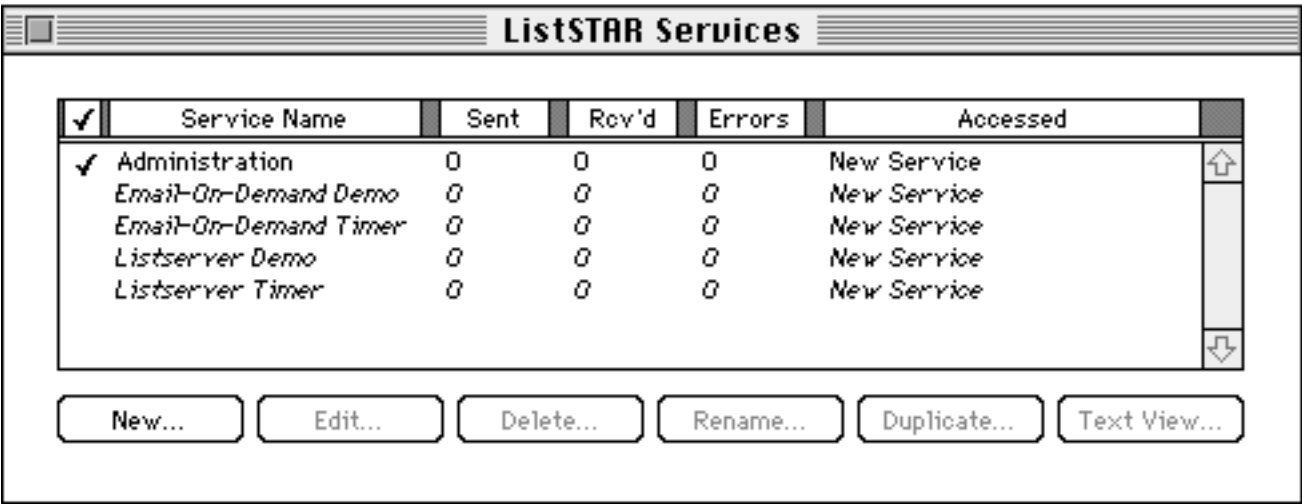 ListSTAR Services
✓ Service Name Sent Rcv'd Errors Accessed
✓ Administration 0 0 0 New Service
Email-On-Demand Demo 0 0 0 New Service
Email-On-Demand Timer 0 0 0 New Service
Listserver Demo 0 0 0 New Service
Listserver Timer 0 0 0 New Service
New... Edit... Delete... Rename... Duplicate... Text View...